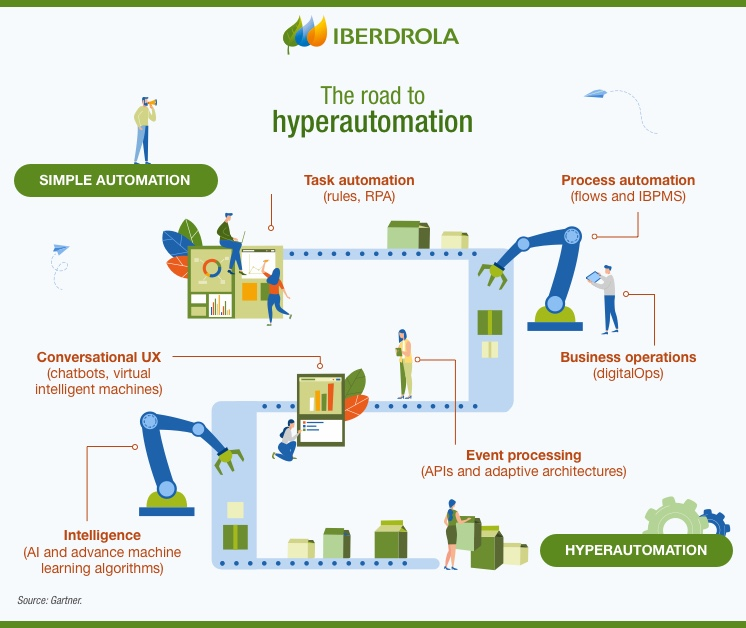 IBERDROLA
The road to
hyperautomation
SIMPLE AUTOMATION
Task automation
(rules, RPA)
Process automation
(flows and IBPMS)
Business operations
(digitalOps)
Conversational UX
(chatbots, virtual
intelligent machines)
Event processing
(APIs and adaptive architectures)
Intelligence
(AI and advance machine
learning algorithms)
HYPERAUTOMATION
Source: Gartner.